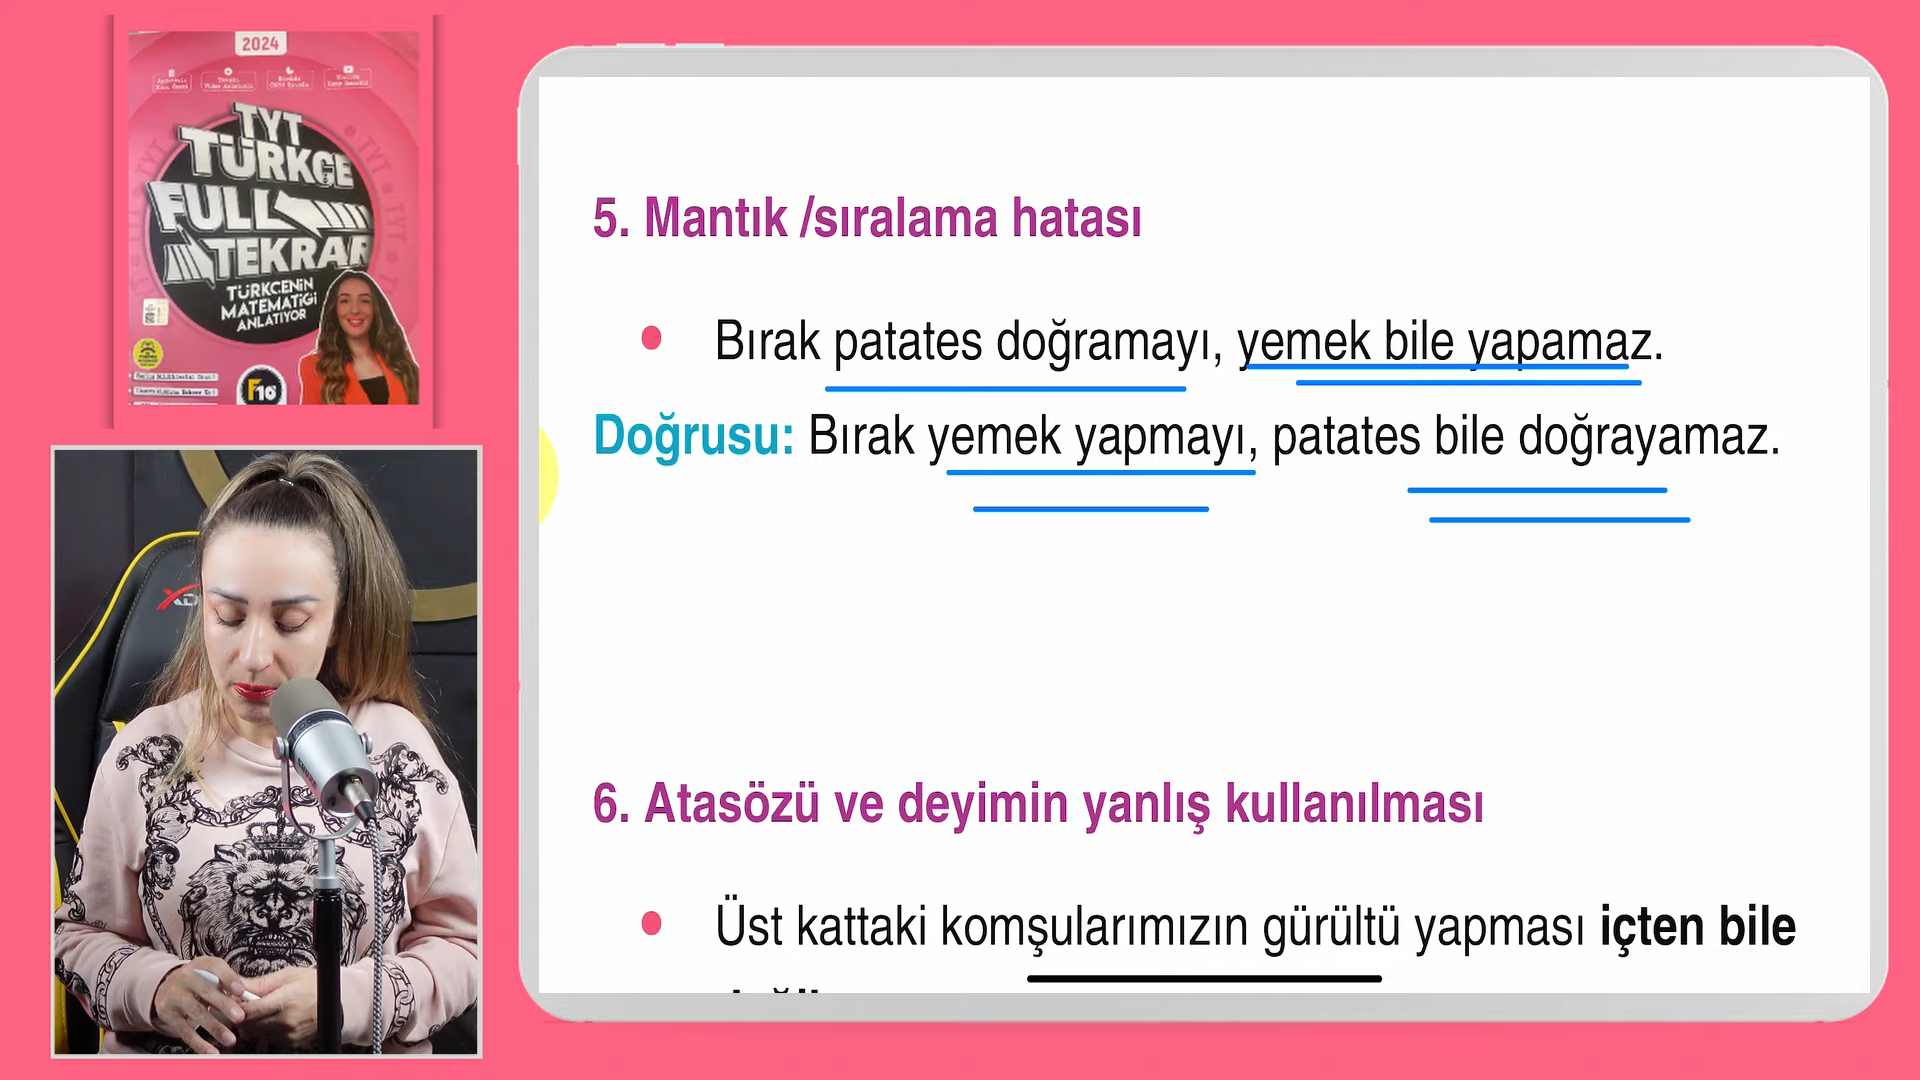 2024
TYT
TÜRKÇE
FULL
TEKRAR
TÜRKÇENİN
MATEMATİĞİ
ANLATIYOR
F16
5. Mantık /sıralama hatası
• Bırak patates doğramayı, yemek bile yapamaz.
Doğrusu: Bırak yemek yapmayı, patates bile doğrayamaz.
6. Atasözü ve deyimin yanlış kullanılması
• Üst kattaki komşularımızın gürültü yapması içten bile